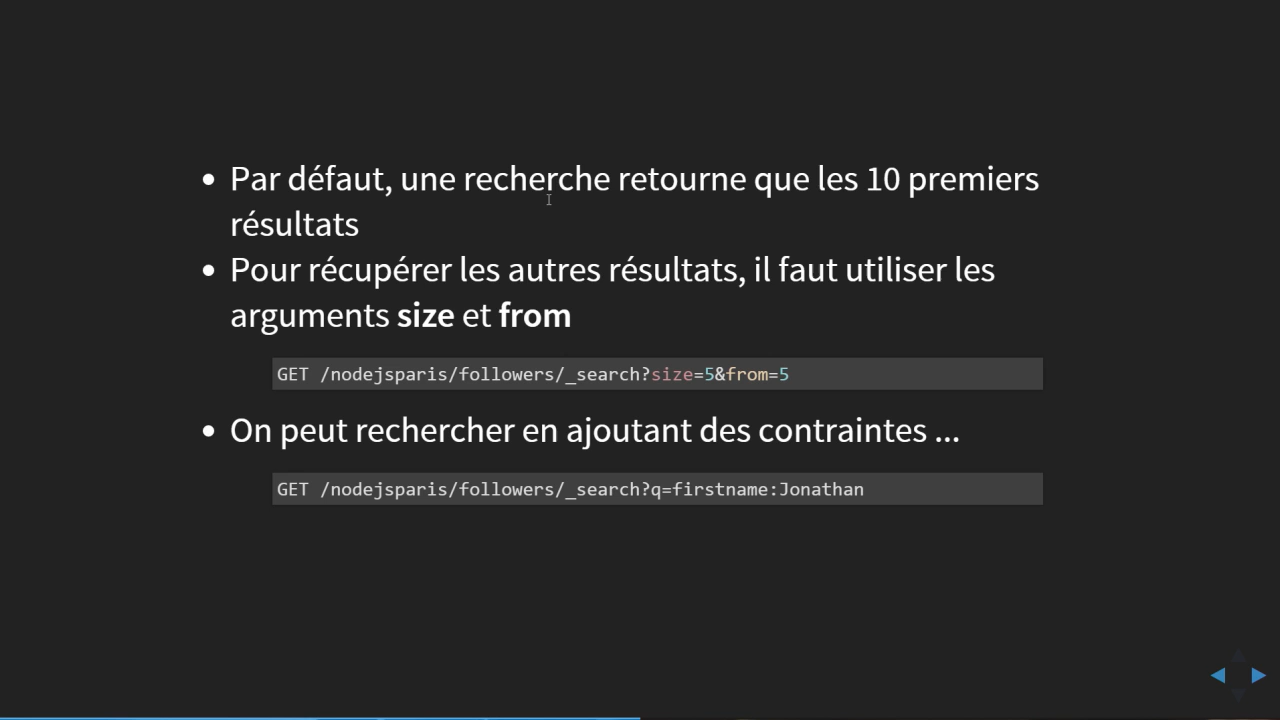 • Par défaut, une recherche retourne que les 10 premiers
résultats
• Pour récupérer les autres résultats, il faut utiliser les
arguments size et from
GET /nodejsparis/followers/_search?size=5&from=5
• On peut rechercher en ajoutant des contraintes ...
GET /nodejsparis/followers/_search?q=firstname:Jonathan